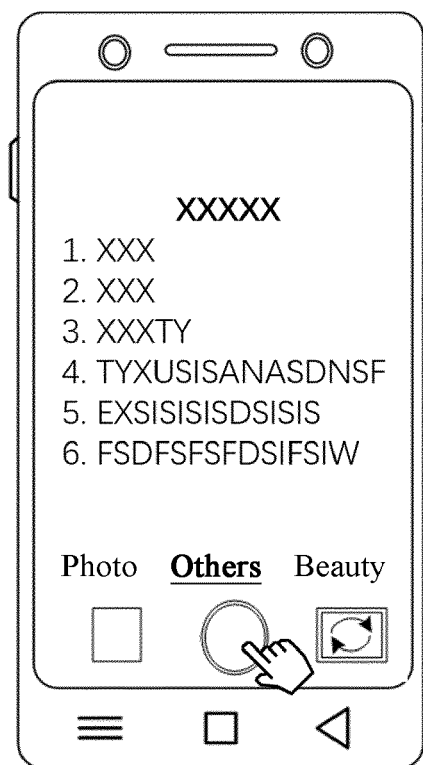 XXXXX
1. XXX
2. XXX
3. XXXTY
4. TYXUSISANASDNSF
5. EXSISISISDSISIS
6. FSDFSFSFDSIFSIW
Photo Others Beauty